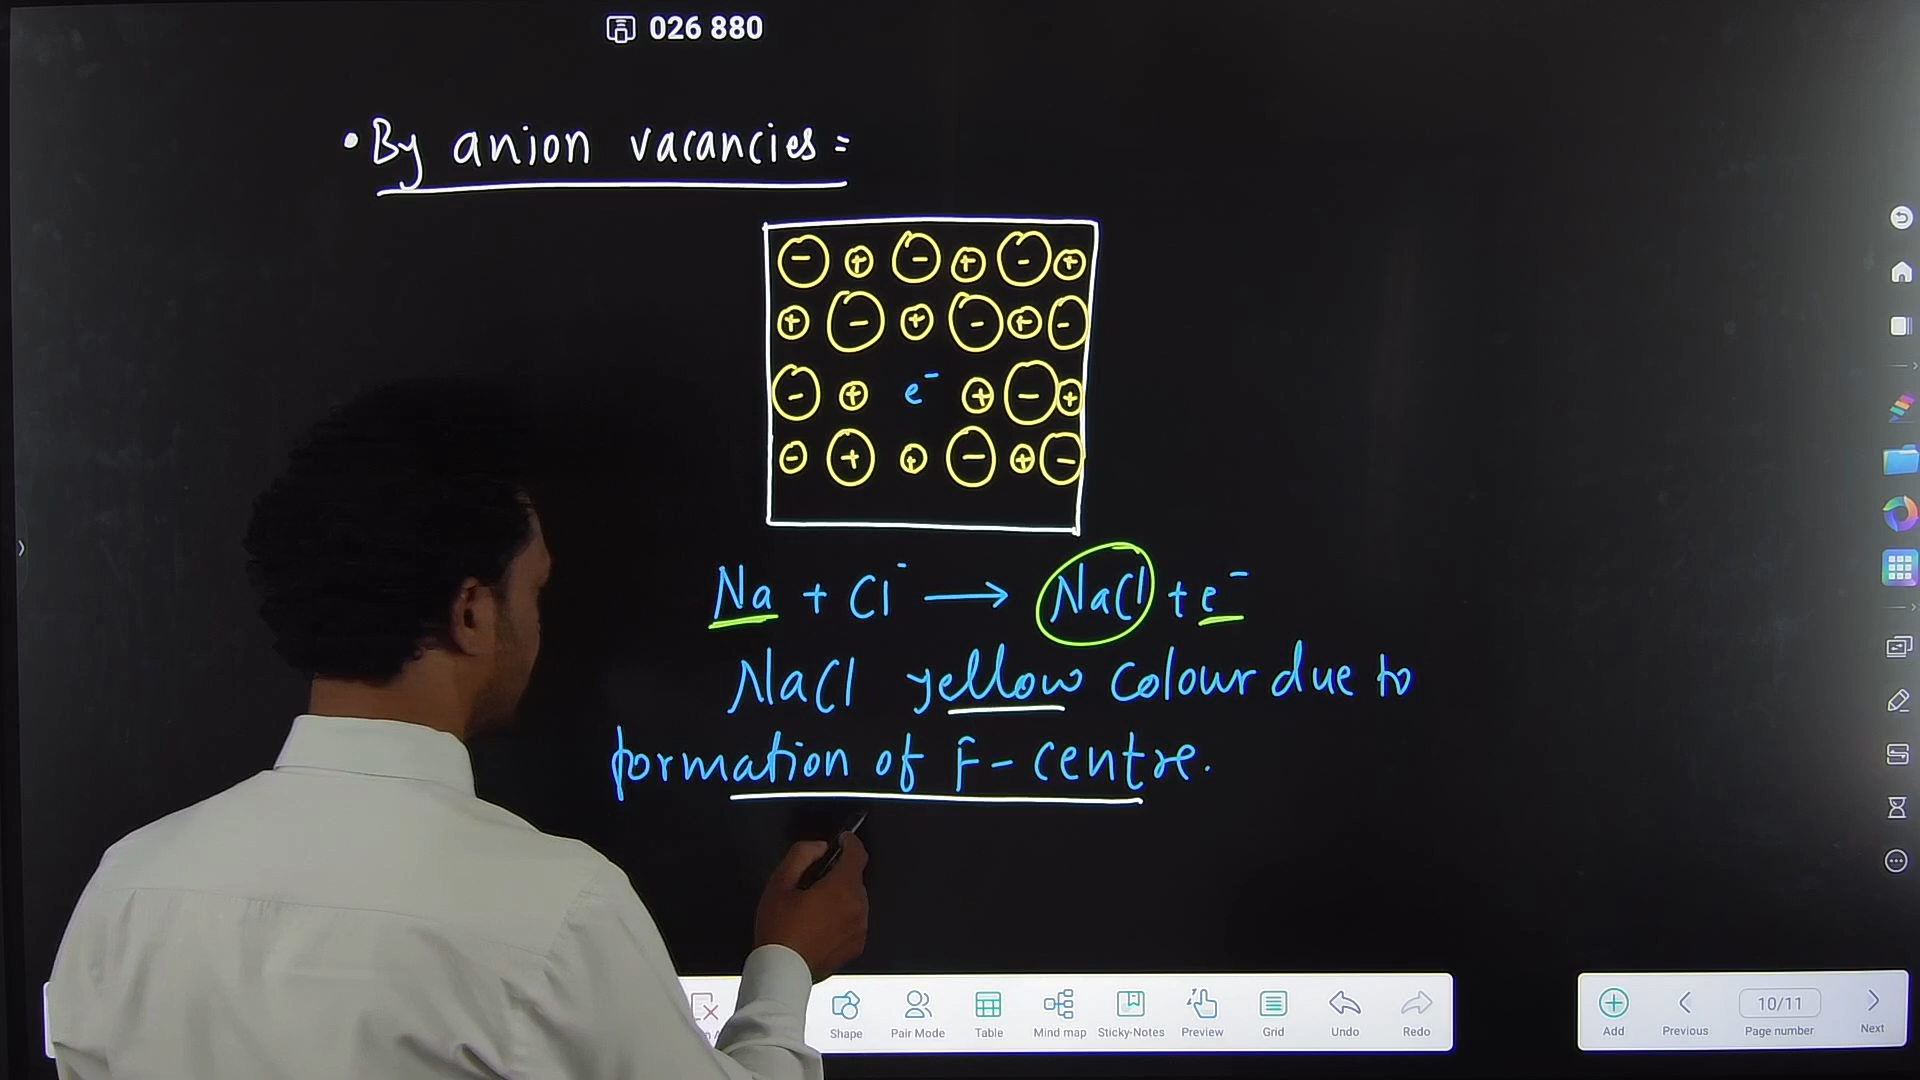 026 880
• By anion vacancies =
- + - + - +
+ - + - + -
- + e⁻ + - +
- + + - + -
Na + Cl⁻ → NaCl + e⁻
NaCl yellow colour due to
formation of F-centre.
Shape Pair Mode Table Mind map Sticky-Notes Preview Grid Undo Redo
Add Previous 10/11 Page number Next